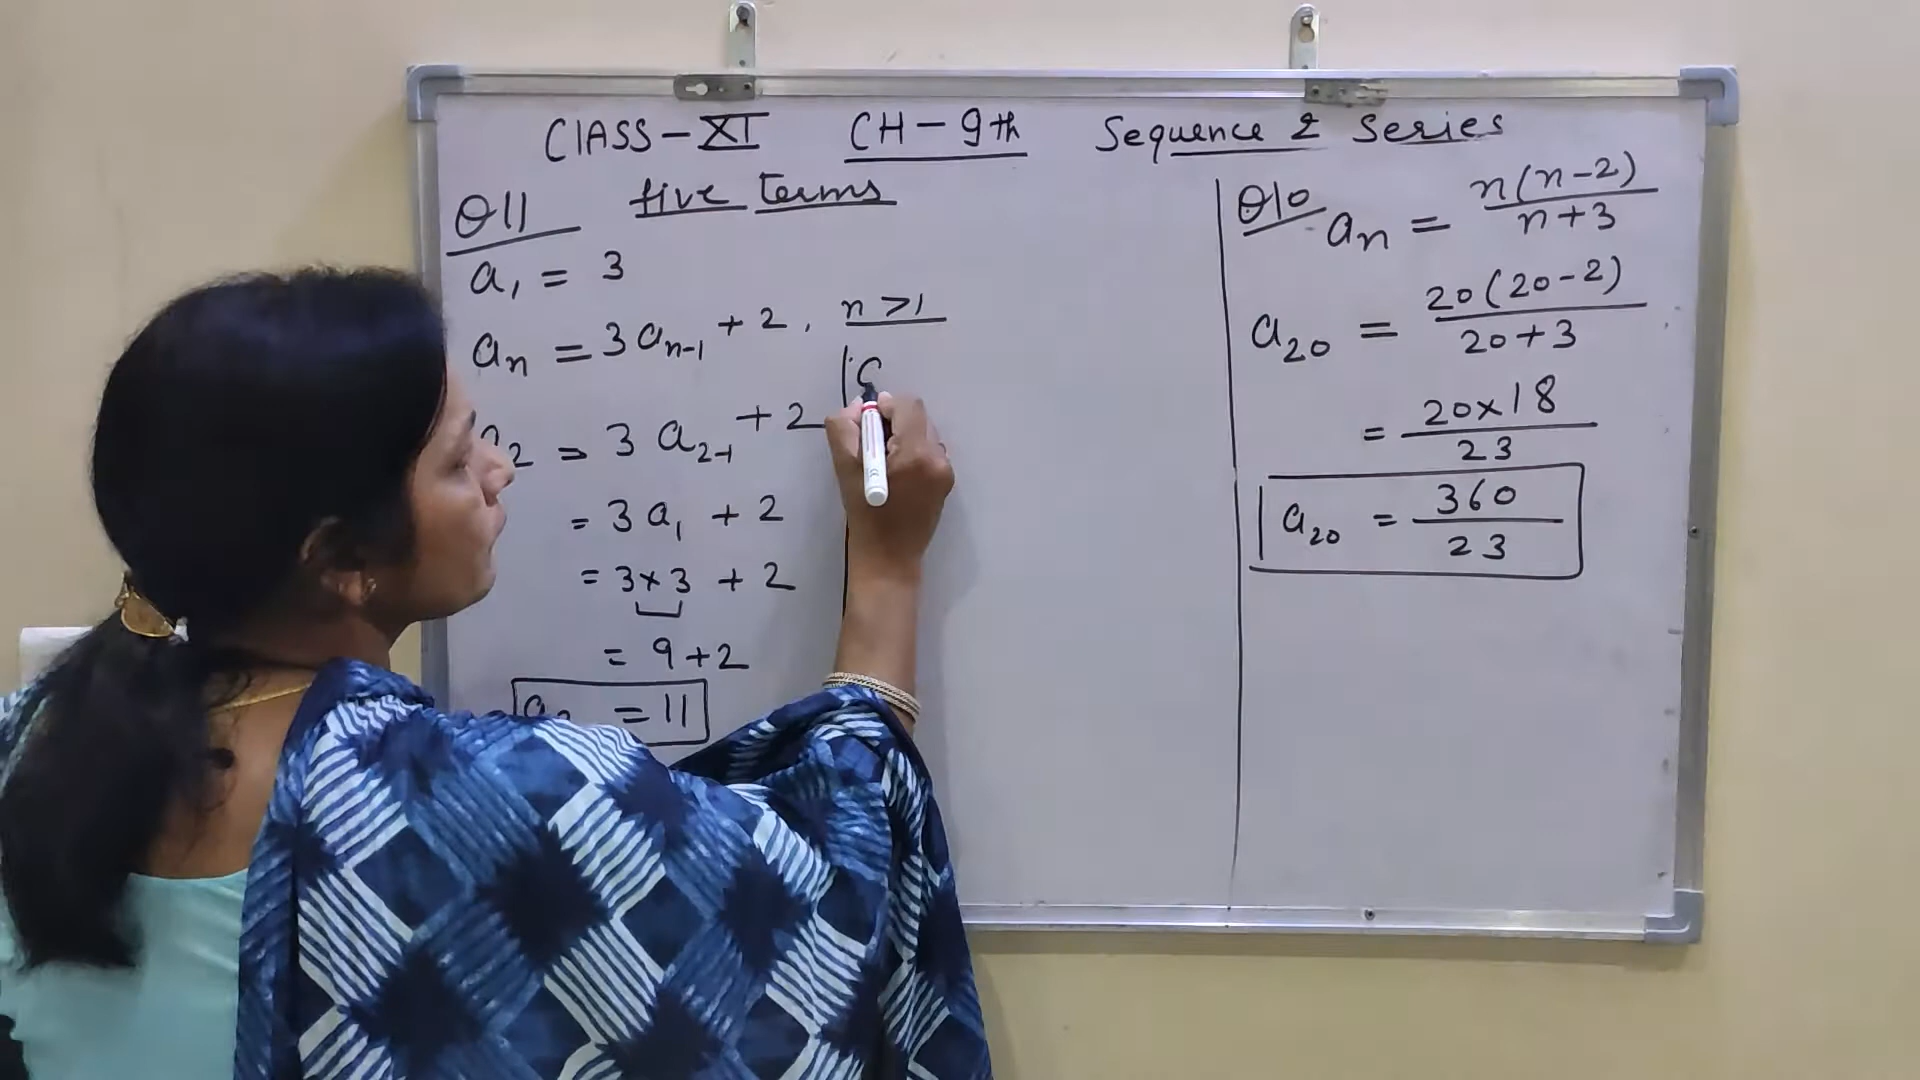 CLASS-XI CH-9th Sequence & Series
Q11 five terms
a₁ = 3
aₙ = 3aₙ₋₁ + 2, n>1
₂ = 3 a₂₋₁ + 2
= 3 a₁ + 2
= 3×3 + 2
= 9+2
= 11
Q10 aₙ = n(n-2)/n+3
a₂₀ = 20(20-2)/20+3
= 20×18/23
a₂₀ = 360/23